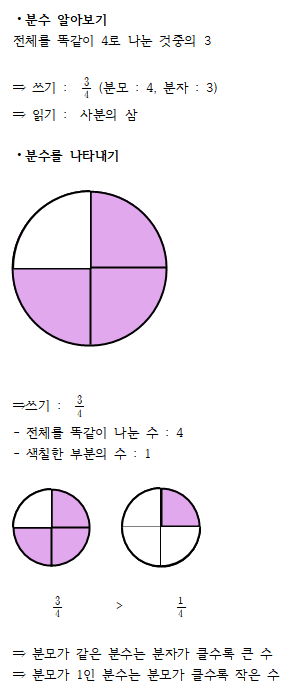 •분수 알아보기
전체를 똑같이 4로 나눈 것중의 3
⇒ 쓰기 : 3/4 (분모 : 4, 분자 : 3)
⇒ 읽기 : 사분의 삼
•분수를 나타내기
⇒쓰기 : 3/4
- 전체를 똑같이 나눈 수 : 4
- 색칠한 부분의 수 : 1
3/4 > 1/4
⇒ 분모가 같은 분수는 분자가 클수록 큰 수
⇒ 분모가 1인 분수는 분모가 클수록 작은 수